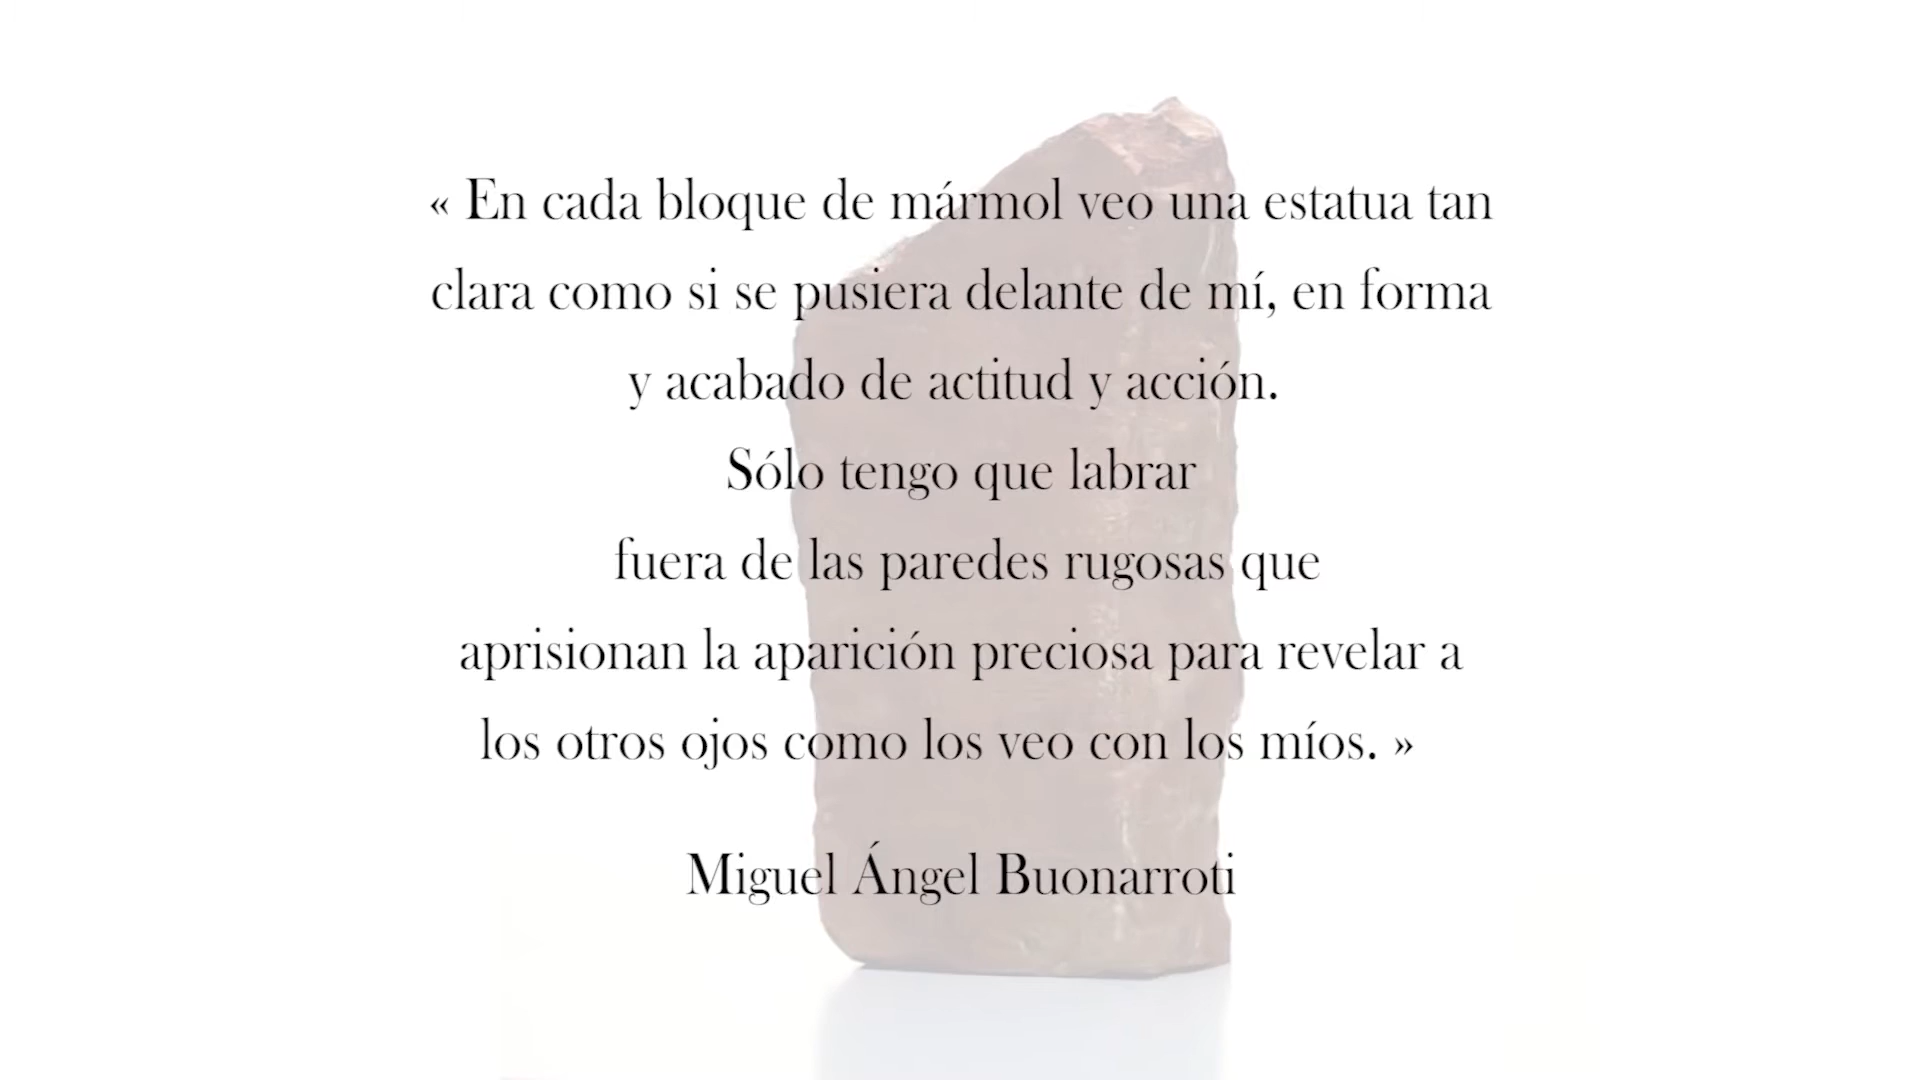 « En cada bloque de mármol veo una estatua tan
clara como si se pusiera delante de mí, en forma
y acabado de actitud y acción.
Sólo tengo que labrar
fuera de las paredes rugosas que
aprisionan la aparición preciosa para revelar a
los otros ojos como los veo con los míos. »
Miguel Ángel Buonarroti